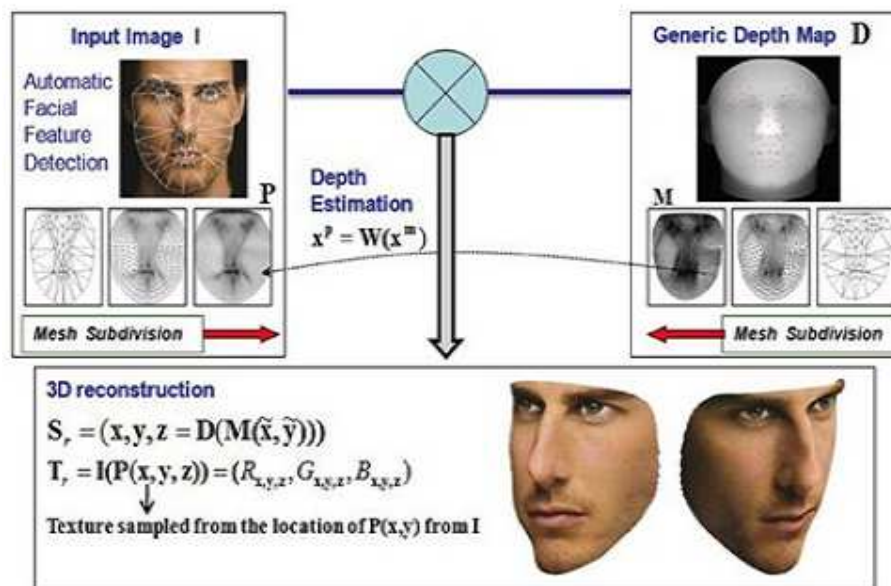 Input Image I
Automatic
Facial
Feature
Detection
P
Mesh Subdivision
Depth
Estimation
x^p = W(x^m)
Generic Depth Map D
M
Mesh Subdivision
3D reconstruction
S_r = (x,y,z = D(M(x̃,ỹ)))
T_r = I(P(x,y,z)) = (R_x,y,z, G_x,y,z, B_x,y,z)
Texture sampled from the location of P(x,y) from I